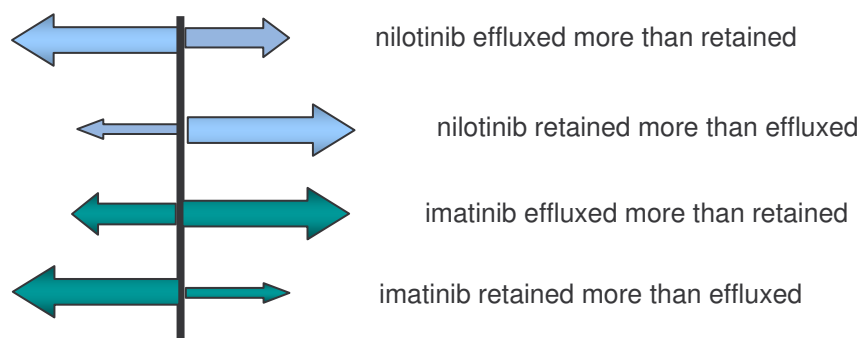 nilotinib effluxed more than retained
nilotinib retained more than effluxed
imatinib effluxed more than retained
imatinib retained more than effluxed